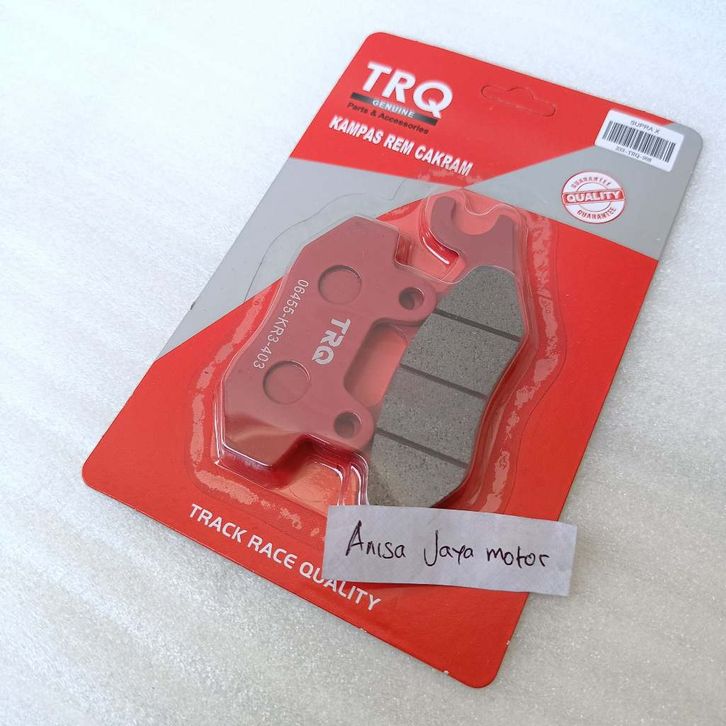 TRQ
GENUINE
Parts & Accessories
KAMPAS REM CAKRAM
SUPRA X
GUARANTEE
QUALITY
GUARANTEE
06455-KR3-403
TRQ
TRACK RACE QUALITY
Anisa Jaya motor